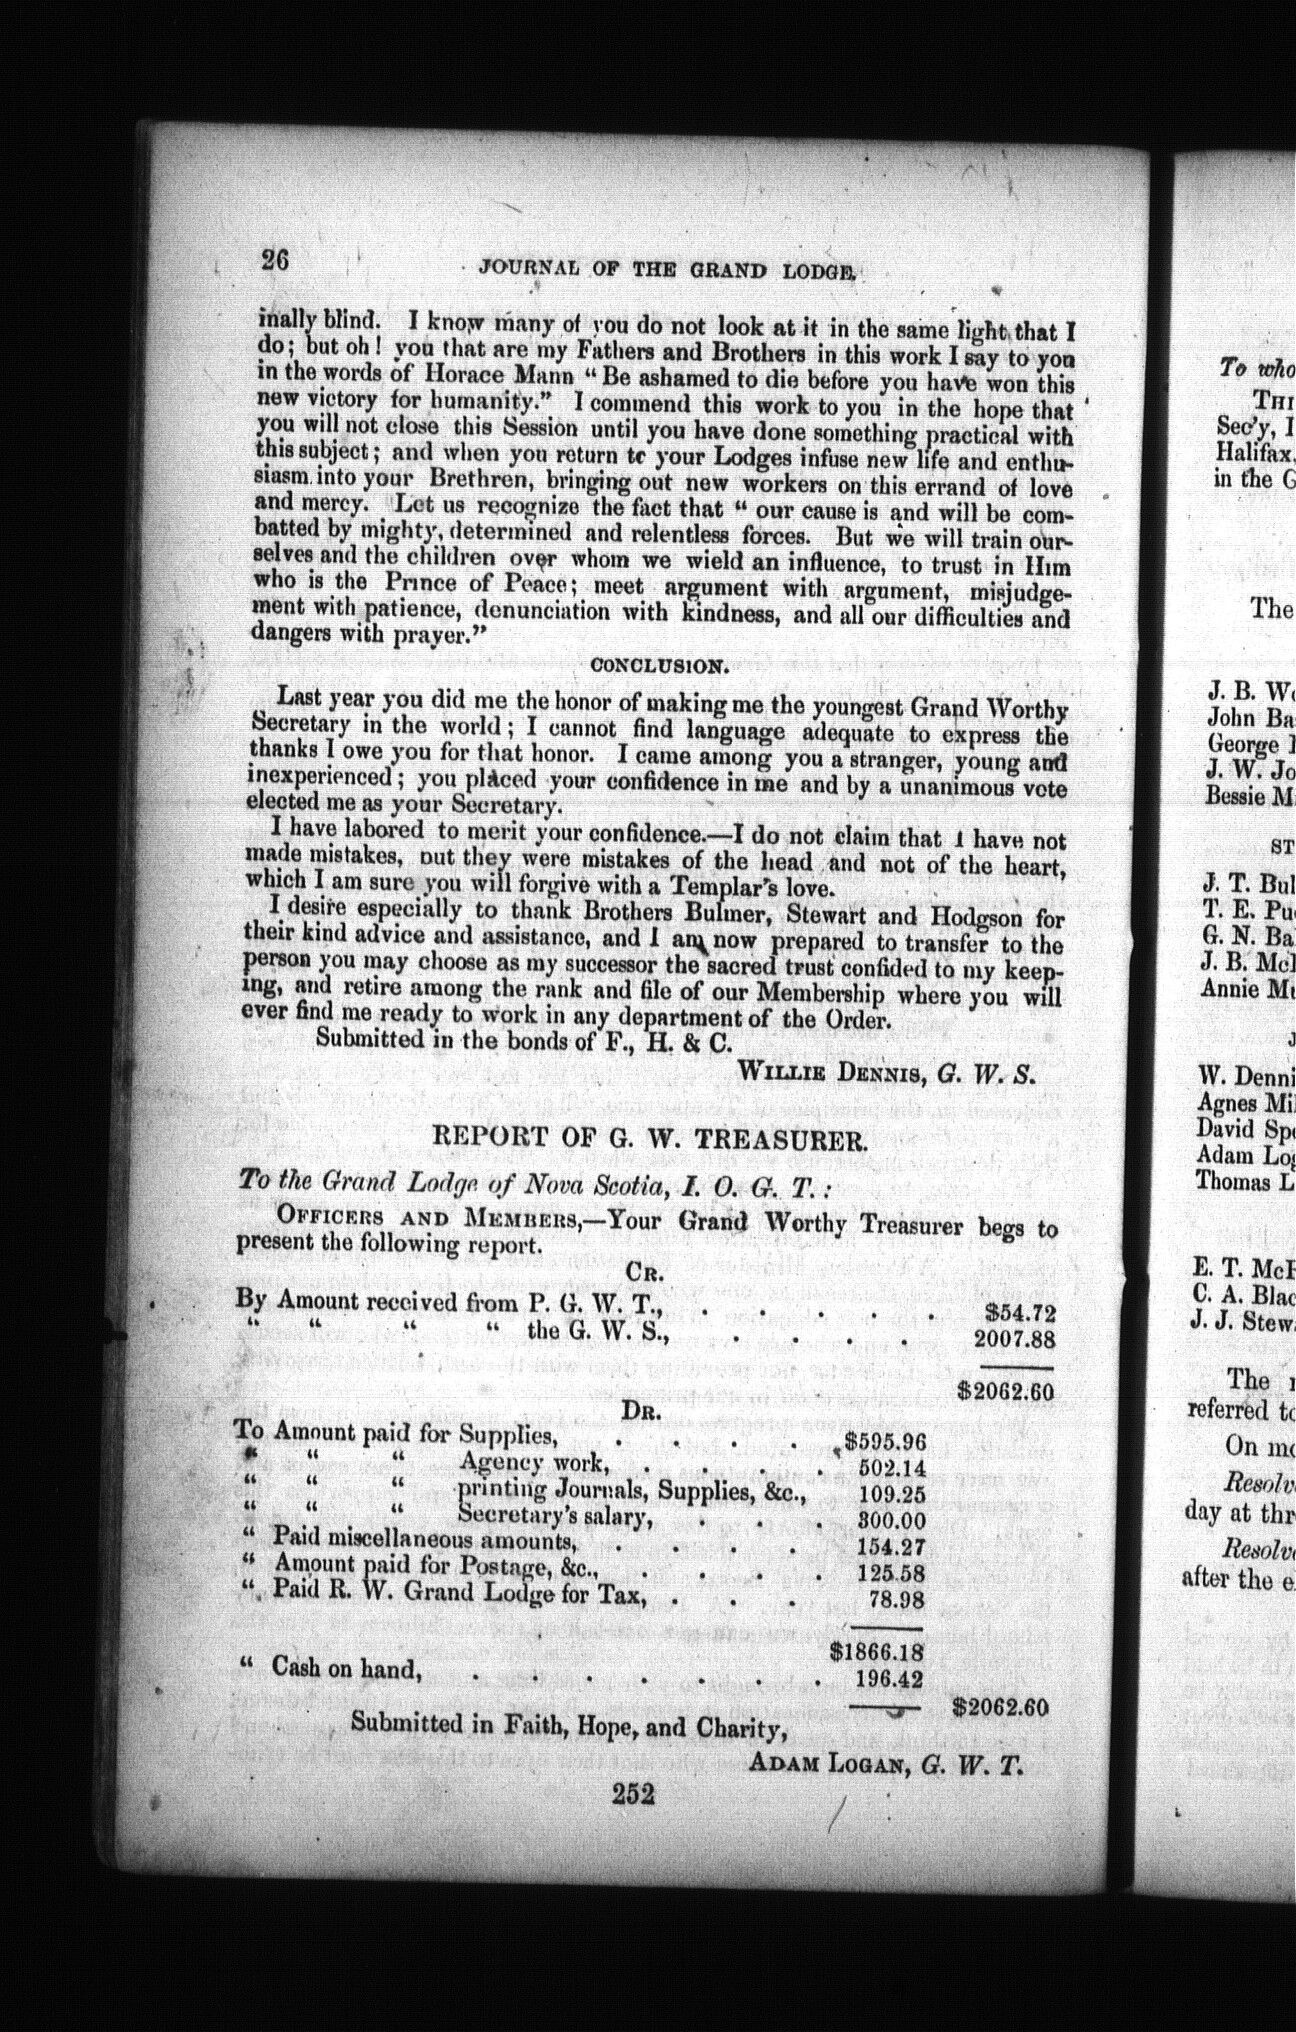 26
JOURNAL OF THE GRAND LODGE.
inally blind. I know many of you do not look at it in the same light that I
do; but oh! you that are my Fathers and Brothers in this work I say to you
in the words of Horace Mann "Be ashamed to die before you have won this
new victory for humanity." I commend this work to you in the hope that
you will not close this Session until you have done something practical with
this subject; and when you return to your Lodges infuse new life and enthu-
siasm into your Brethren, bringing out new workers on this errand of love
and mercy. Let us recognize the fact that "our cause is and will be com-
batted by mighty, determined and relentless forces. But we will train our-
selves and the children over whom we wield an influence, to trust in Him
who is the Prince of Peace; meet argument with argument, misjudge-
ment with patience, denunciation with kindness, and all our difficulties and
dangers with prayer."
CONCLUSION.
Last year you did me the honor of making me the youngest Grand Worthy
Secretary in the world; I cannot find language adequate to express the
thanks I owe you for that honor. I came among you a stranger, young and
inexperienced; you placed your confidence in me and by a unanimous vote
elected me as your Secretary.
I have labored to merit your confidence.—I do not claim that I have not
made mistakes, but they were mistakes of the head and not of the heart,
which I am sure you will forgive with a Templar's love.
I desire especially to thank Brothers Bulmer, Stewart and Hodgson for
their kind advice and assistance, and I am now prepared to transfer to the
person you may choose as my successor the sacred trust confided to my keep-
ing, and retire among the rank and file of our Membership where you will
ever find me ready to work in any department of the Order.
Submitted in the bonds of F., H. & C.
WILLIE DENNIS, G. W. S.
REPORT OF G. W. TREASURER.
To the Grand Lodge of Nova Scotia, I. O. G. T.:
OFFICERS AND MEMBERS,—Your Grand Worthy Treasurer begs to
present the following report.
CR.
By Amount received from P. G. W. T., . . . . . $54.72
" " " " the G. W. S., . . . . 2007.88
$2062.60
DR.
To Amount paid for Supplies, . . . . $595.96
" " " Agency work, . . . . 502.14
" " " printing Journals, Supplies, &c., 109.25
" " " Secretary's salary, . . . 300.00
" Paid miscellaneous amounts, . . . . 154.27
" Amount paid for Postage, &c., . . . . 125.58
" Paid R. W. Grand Lodge for Tax, . . . 78.98
$1866.18
" Cash on hand, . . . . . . . 196.42
$2062.60
Submitted in Faith, Hope, and Charity,
ADAM LOGAN, G. W. T.
252
To who
THI
Sec'y, I
Halifax,
in the G
The
J. B. Wo
John Ba
George
J. W. Jo
Bessie M
ST
J. T. Bul
T. E. Pu
G. N. Ba
J. B. Mc
Annie Mu
J
W. Denni
Agnes Mil
David Spe
Adam Log
Thomas L
E. T. Mc
C. A. Blac
J. J. Stew
The
referred to
On mo
Resolv
day at thr
Resolve
after the e